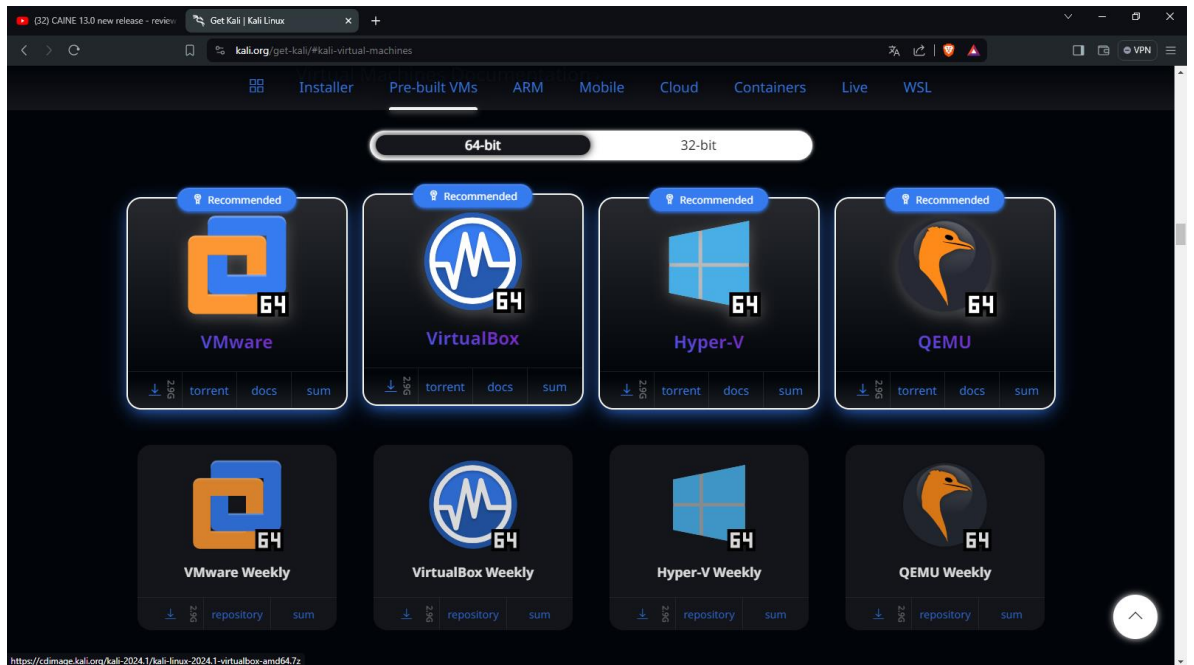 (32) CAINE 13.0 new release - review
Get Kali | Kali Linux
kali.org/get-kali/#kali-virtual-machines
VPN
Installer Pre-built VMs ARM Mobile Cloud Containers Live WSL
64-bit 32-bit
Recommended Recommended Recommended Recommended
64 64 64 64
VMware VirtualBox Hyper-V QEMU
2.9G torrent docs sum 2.9G torrent docs sum 2.9G torrent docs sum 2.9G torrent docs sum
64 64 64 64
VMware Weekly VirtualBox Weekly Hyper-V Weekly QEMU Weekly
2.9G repository sum 2.9G repository sum 2.9G repository sum 2.9G repository sum
https://cdimage.kali.org/kali-2024.1/kali-linux-2024.1-virtualbox-amd64.7z